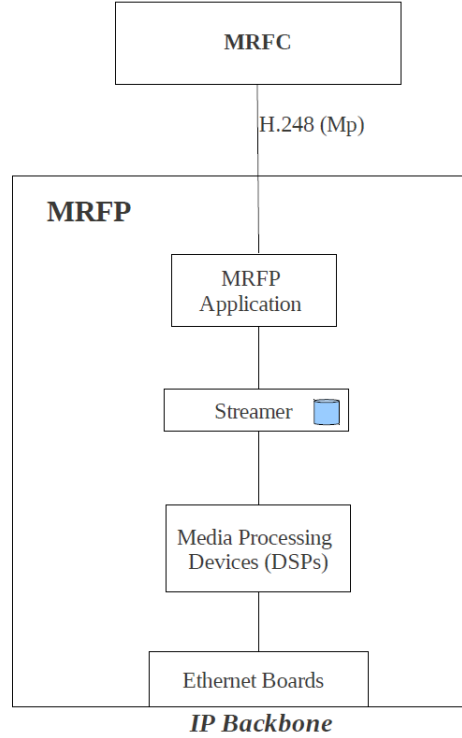 MRFC
H.248 (Mp)
MRFP
MRFP
Application
Streamer
Media Processing
Devices (DSPs)
Ethernet Boards
IP Backbone